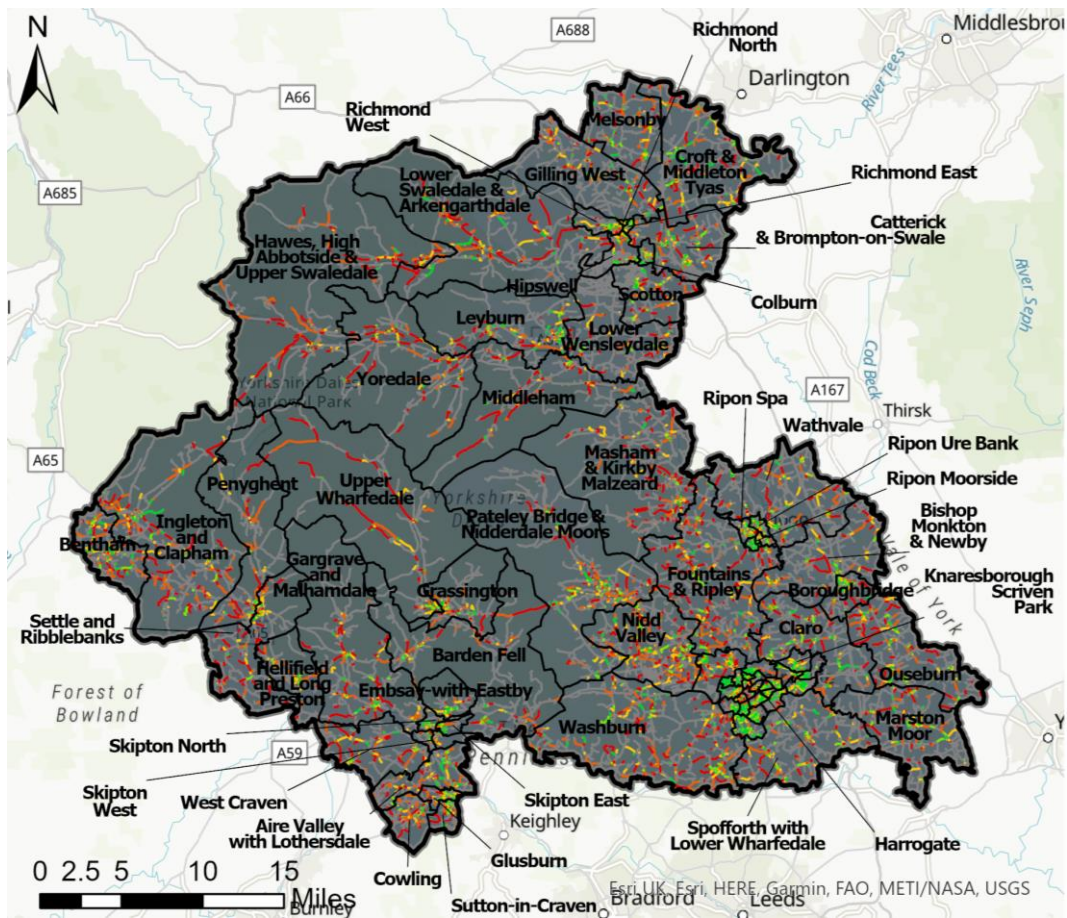 N
A688
Richmond
North
Middlesbrou
Darlington
River Tees
A66
Richmond
West
Melsonby
A685
Lower
Swaledale &
Arkengarthdale
Gilling West
Croft &
Middleton
Tyas
Richmond East
Catterick
& Brompton-on-Swale
Hawes, High
Abbotside &
Upper Swaledale
Hipswell
Scotton
Colburn
River Seph
Leyburn
Lower
Wensleydale
Cod Beck
Yoredale
Middleham
A167
Ripon Spa
Thirsk
Wathvale
Ripon Ure Bank
A65
Masham
& Kirkby
Malzeard
Ripon Moorside
Penyghent
Upper
Wharfedale
Yorkshire
Pateley Bridge &
Nidderdale Moors
Bishop
Monkton
& Newby
Ingleton
and
Clapham
Bentham
Vale of York
Gargrave
and
Malhamdale
Grassington
Fountains
& Ripley
Boroughbridge
Knaresborough
Scriven
Park
Settle and
Ribblebanks
Nidd
Valley
Claro
Hellifield
and Long
Preston
Barden Fell
Ouseburn
Forest of
Bowland
Embsay-with-Eastby
Washburn
Marston
Moor
Skipton North
A59
Skipton
West
West Craven
Skipton East
Aire Valley
with Lothersdale
Keighley
Spofforth with
Lower Wharfedale
Harrogate
Glusburn
Cowling
0 2.5 5 10 15
Miles
Burnley
Sutton-in-Craven
Bradford
Leeds
Esri UK, Esri, HERE, Garmin, FAO, METI/NASA, USGS